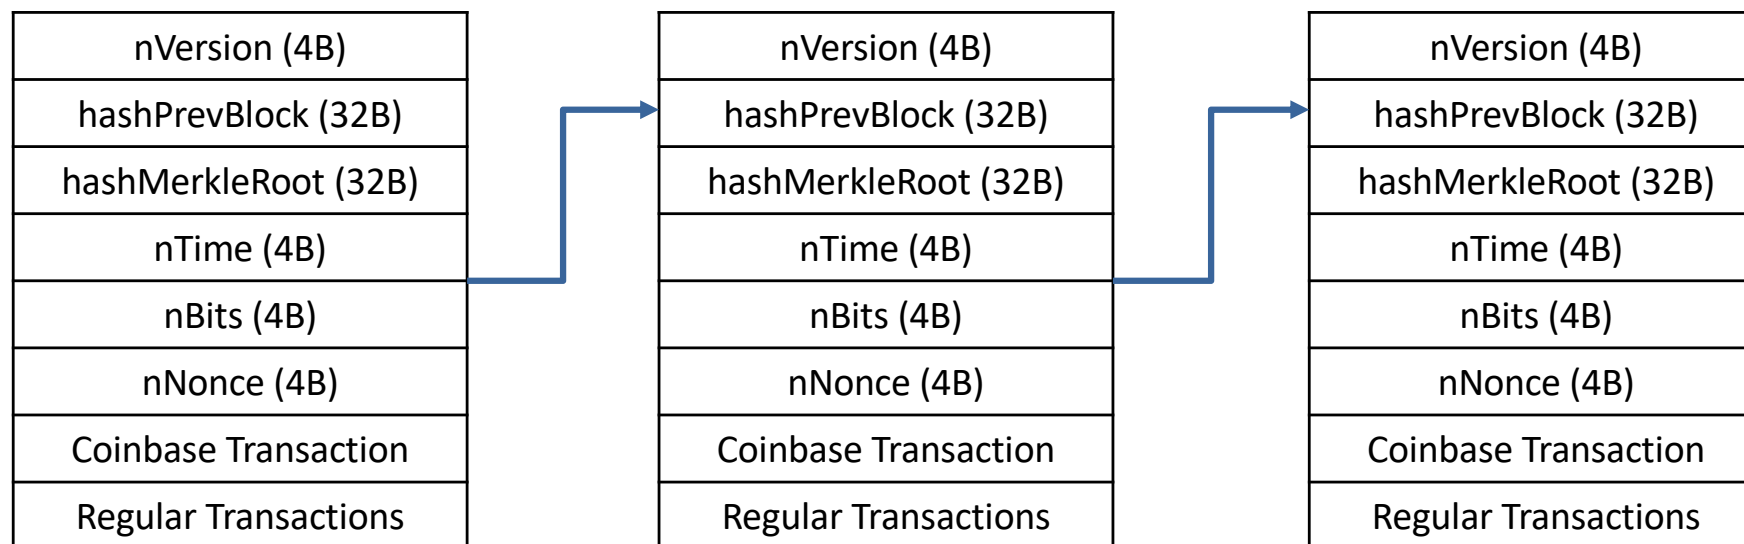 nVersion (4B)
hashPrevBlock (32B)
hashMerkleRoot (32B)
nTime (4B)
nBits (4B)
nNonce (4B)
Coinbase Transaction
Regular Transactions
nVersion (4B)
hashPrevBlock (32B)
hashMerkleRoot (32B)
nTime (4B)
nBits (4B)
nNonce (4B)
Coinbase Transaction
Regular Transactions
nVersion (4B)
hashPrevBlock (32B)
hashMerkleRoot (32B)
nTime (4B)
nBits (4B)
nNonce (4B)
Coinbase Transaction
Regular Transactions